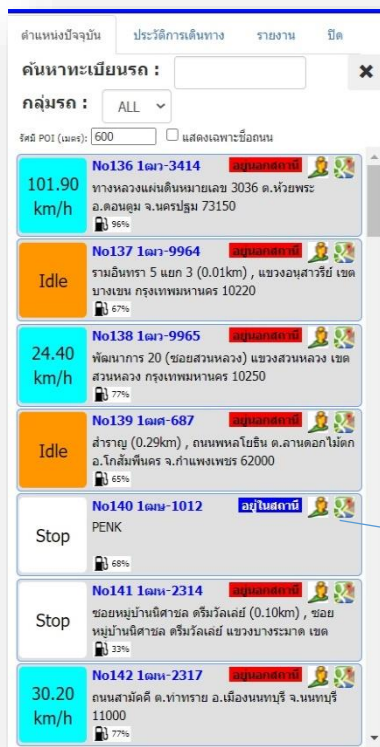 ตำแหน่งปัจจุบัน ประวัติการเดินทาง รายงาน ปิด
ค้นหาทะเบียนรถ :
กลุ่มรถ : ALL
รัศมี POI (เมตร): 600 แสดงเฉพาะชื่อถนน
No136 1ฒว-3414 อยู่นอกสถานี
101.90 km/h
ทางหลวงแผ่นดินหมายเลข 3036 ต.ห้วยพระ
อ.ดอนตูม จ.นครปฐม 73150
96%
No137 1ฒว-9964 อยู่นอกสถานี
Idle
รามอินทรา 5 แยก 3 (0.01km) , แขวงอนุสาวรีย์ เขต
บางเขน กรุงเทพมหานคร 10220
67%
No138 1ฒว-9965 อยู่นอกสถานี
24.40 km/h
พัฒนาการ 20 (ซอยสวนหลวง) แขวงสวนหลวง เขต
สวนหลวง กรุงเทพมหานคร 10250
77%
No139 1ฒศ-687 อยู่นอกสถานี
Idle
สำราญ (0.29km) , ถนนพหลโยธิน ต.ลานดอกไม้ตก
อ.โกสัมพีนคร จ.กำแพงเพชร 62000
65%
No140 1ฒษ-1012 อยู่ในสถานี
Stop
PENK
68%
No141 1ฒห-2314 อยู่นอกสถานี
Stop
ซอยหมู่บ้านนิศาชล ดรีมวัลเล่ย์ (0.10km) , ซอย
หมู่บ้านนิศาชล ดรีมวัลเล่ย์ แขวงบางระมาด เขต
33%
No142 1ฒห-2317 อยู่นอกสถานี
30.20 km/h
ถนนสามัคคี ต.ท่าทราย อ.เมืองนนทบุรี จ.นนทบุรี
11000
77%